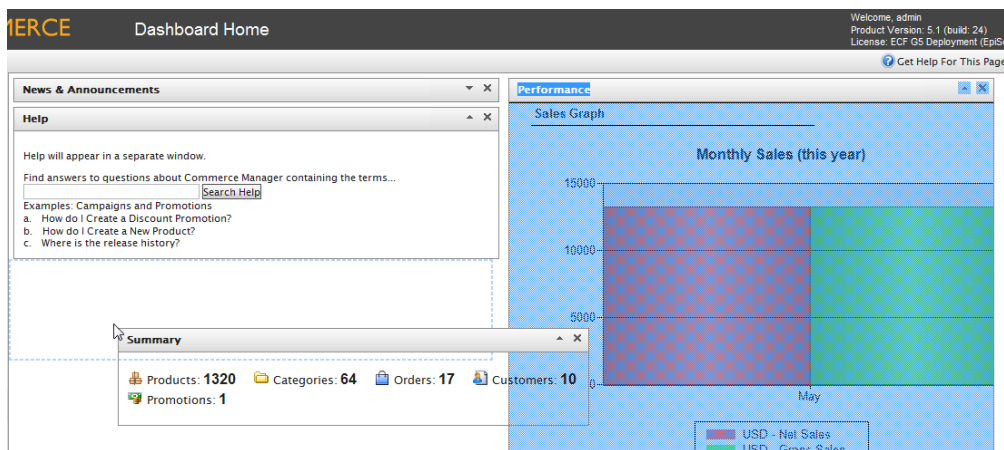 MERCE
Dashboard Home
Welcome, admin
Product Version: 5.1 (build: 24)
License: ECF G5 Deployment (EpiSe
Get Help For This Page
News & Announcements
Help
Help will appear in a separate window.
Find answers to questions about Commerce Manager containing the terms...
Search Help
Examples: Campaigns and Promotions
a. How do I Create a Discount Promotion?
b. How do I Create a New Product?
c. Where is the release history?
Summary
Products: 1320 Categories: 64 Orders: 17 Customers: 10
Promotions: 1
Performance
Sales Graph
Monthly Sales (this year)
15000
10000
5000
0
May
USD - Net Sales
USD - Gross Sales